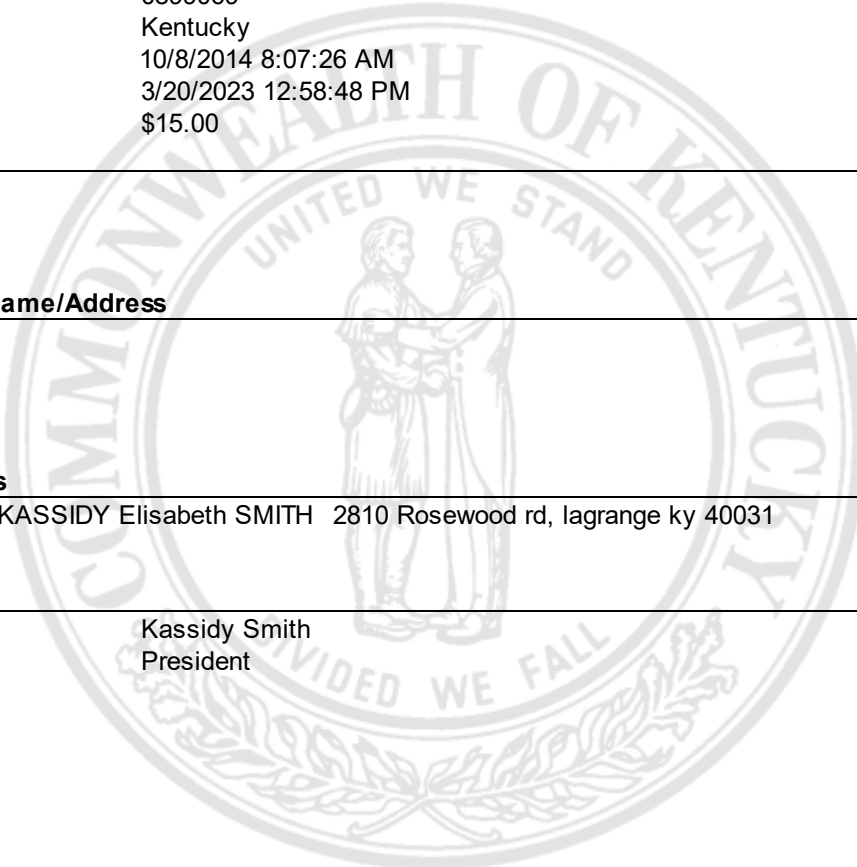 Kentucky
10/8/2014 8:07:26 AM
3/20/2023 12:58:48 PM
$15.00
COMMONWEALTH OF KENTUCKY
UNITED WE STAND
ame/Address
s
KASSIDY Elisabeth SMITH 2810 Rosewood rd, lagrange ky 40031
Kassidy Smith
President
DIVIDED WE FALL